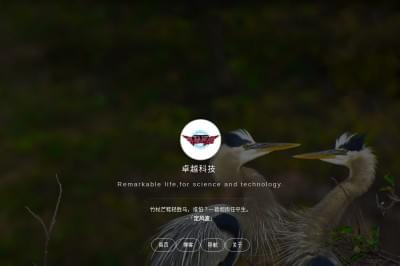 卓越科技
Remarkable life,for science and technology.
竹杖芒鞋轻胜马，谁怕？一蓑烟雨任平生。
「定风波」
首页
博客
导航
关于